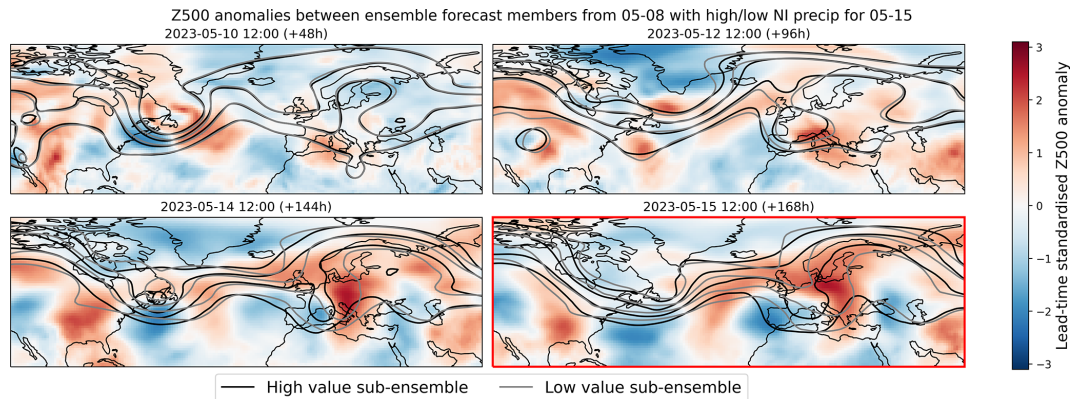 Z500 anomalies between ensemble forecast members from 05-08 with high/low NI precip for 05-15
2023-05-10 12:00 (+48h)
2023-05-12 12:00 (+96h)
2023-05-14 12:00 (+144h)
2023-05-15 12:00 (+168h)
3
2
1
0
−1
−2
−3
Lead-time standardised Z500 anomaly
High value sub-ensemble
Low value sub-ensemble